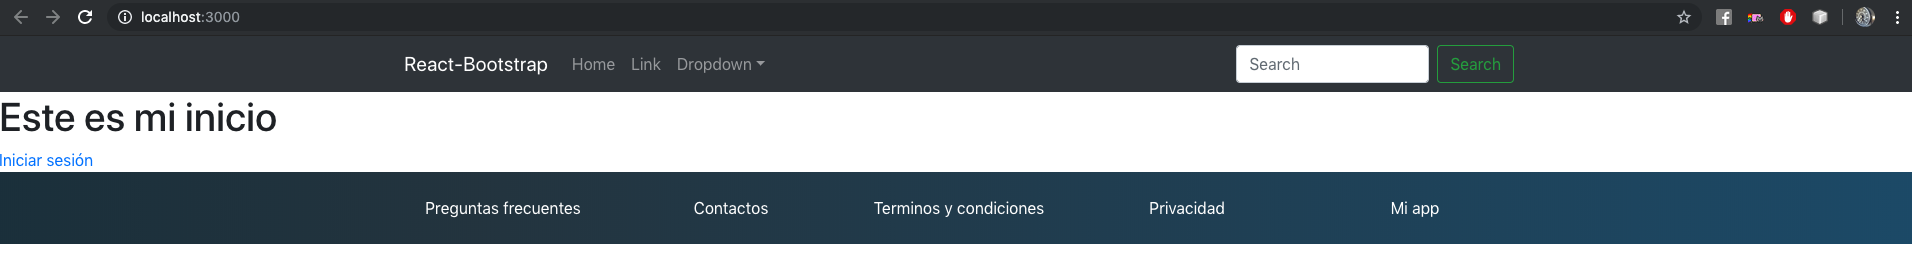 localhost:3000
React-Bootstrap Home Link Dropdown Search Search
Este es mi inicio
Iniciar sesión
Preguntas frecuentes Contactos Terminos y condiciones Privacidad Mi app